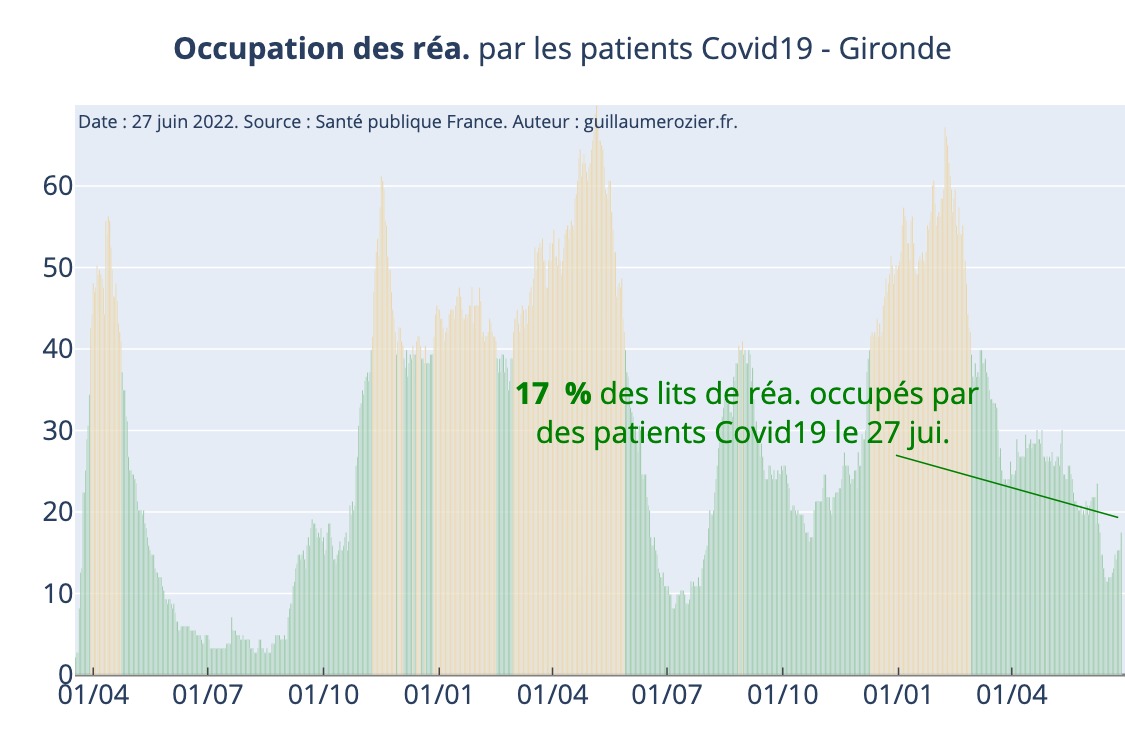 Occupation des réa. par les patients Covid19 - Gironde
Date : 27 juin 2022. Source : Santé publique France. Auteur : guillaumerozier.fr.
60
50
40
17 % des lits de réa. occupés par
des patients Covid19 le 27 jui.
30
20
10
0
01/04 01/07 01/10 01/01 01/04 01/07 01/10 01/01 01/04